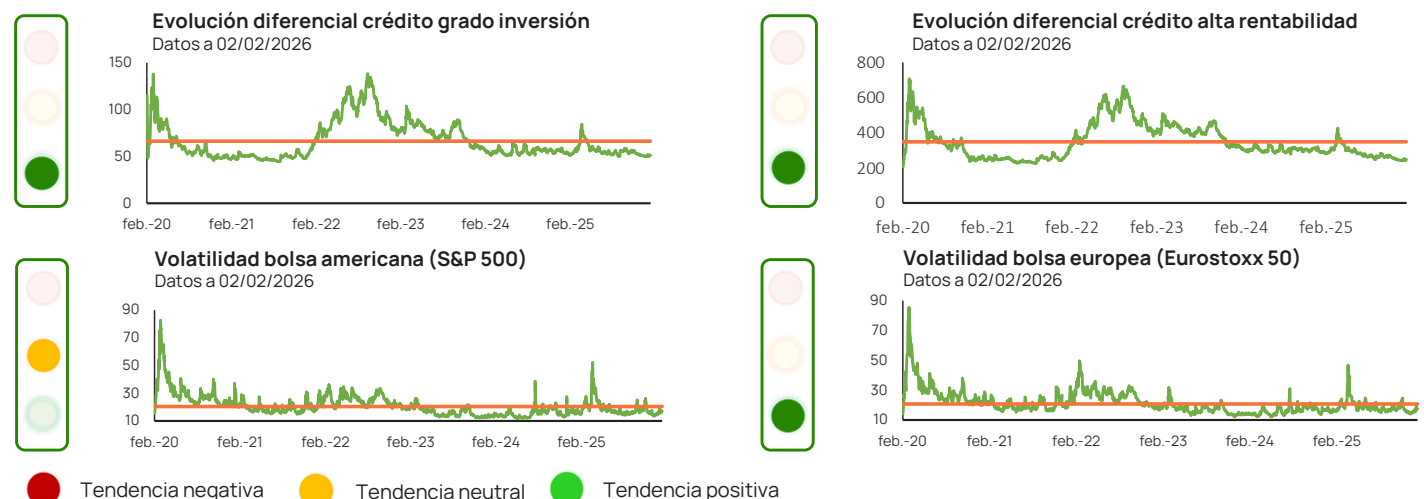 Evolución diferencial crédito grado inversión
Datos a 02/02/2026
150
100
50
0
feb.-20 feb.-21 feb.-22 feb.-23 feb.-24 feb.-25
Evolución diferencial crédito alta rentabilidad
Datos a 02/02/2026
800
600
400
200
0
feb.-20 feb.-21 feb.-22 feb.-23 feb.-24 feb.-25
Volatilidad bolsa americana (S&P 500)
Datos a 02/02/2026
90
70
50
30
10
feb.-20 feb.-21 feb.-22 feb.-23 feb.-24 feb.-25
Volatilidad bolsa europea (Eurostoxx 50)
Datos a 02/02/2026
90
70
50
30
10
feb.-20 feb.-21 feb.-22 feb.-23 feb.-24 feb.-25
Tendencia negativa Tendencia neutral Tendencia positiva